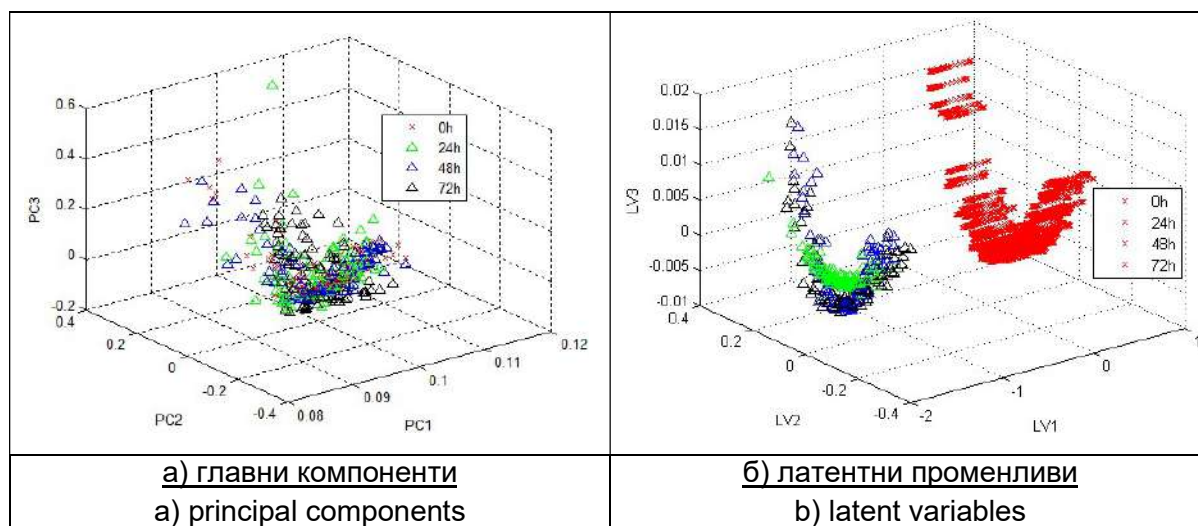 0.6
0.4
0.2
0
-0.2
PC3
0.4
0.2
0
-0.2
-0.4
PC2
0.08
0.09
0.1
0.11
0.12
PC1
0h
24h
48h
72h
0.02
0.015
0.01
0.005
0
-0.005
-0.01
LV3
0.4
0.2
0
-0.2
-0.4
LV2
-2
-1
0
1
LV1
0h
24h
48h
72h
а) главни компоненти
a) principal components
б) латентни променливи
b) latent variables